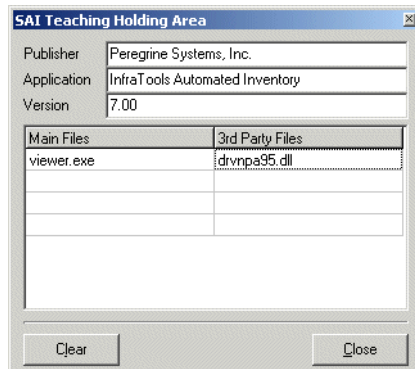 SAI Teaching Holding Area
Publisher Peregrine Systems, Inc.
Application InfraTools Automated Inventory
Version 7.00
Main Files 3rd Party Files
viewer.exe drvnpa95.dll
Clear Close